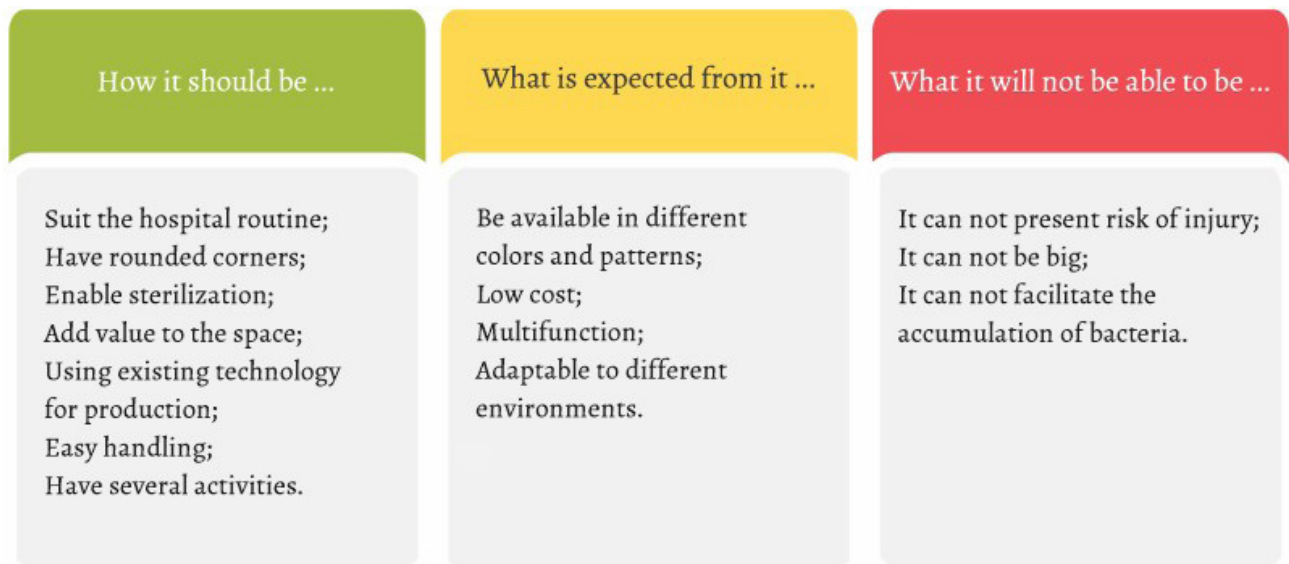 How it should be ...
Suit the hospital routine;
Have rounded corners;
Enable sterilization;
Add value to the space;
Using existing technology
for production;
Easy handling;
Have several activities.
What is expected from it ...
Be available in different
colors and patterns;
Low cost;
Multifunction;
Adaptable to different
environments.
What it will not be able to be ...
It can not present risk of injury;
It can not be big;
It can not facilitate the
accumulation of bacteria.